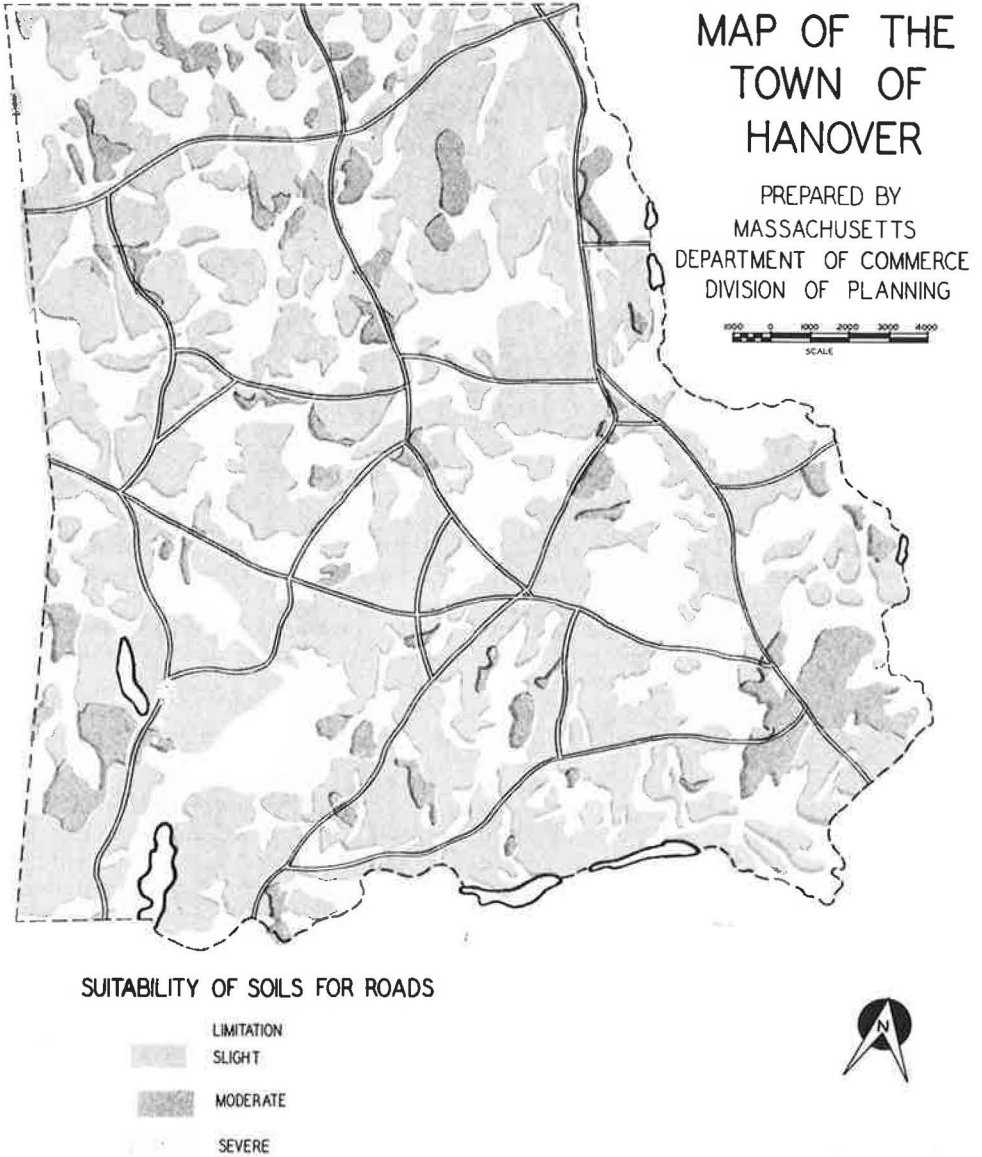 MAP OF THE
TOWN OF
HANOVER
PREPARED BY
MASSACHUSETTS
DEPARTMENT OF COMMERCE
DIVISION OF PLANNING
1000 0 1000 2000 3000 4000
SCALE
SUITABILITY OF SOILS FOR ROADS
LIMITATION
SLIGHT
MODERATE
SEVERE
N